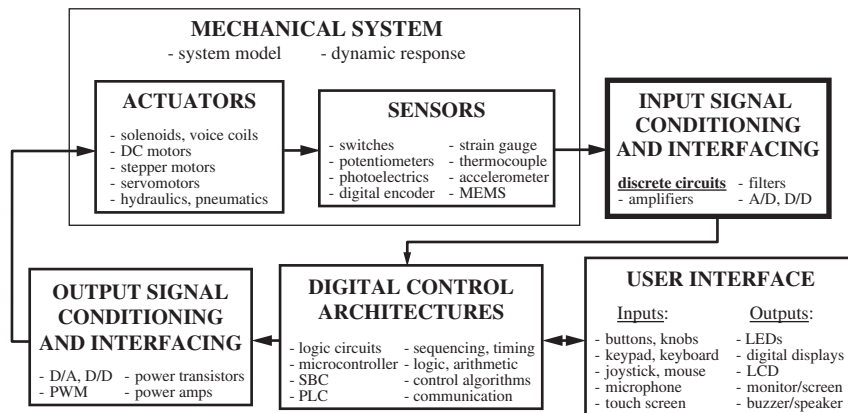 MECHANICAL SYSTEM
- system model - dynamic response
ACTUATORS
- solenoids, voice coils
- DC motors
- stepper motors
- servomotors
- hydraulics, pneumatics
SENSORS
- switches - strain gauge
- potentiometers - thermocouple
- photoelectrics - accelerometer
- digital encoder - MEMS
INPUT SIGNAL
CONDITIONING
AND INTERFACING
discrete circuits - filters
- amplifiers - A/D, D/D
OUTPUT SIGNAL
CONDITIONING
AND INTERFACING
- D/A, D/D - power transistors
- PWM - power amps
DIGITAL CONTROL
ARCHITECTURES
- logic circuits - sequencing, timing
- microcontroller - logic, arithmetic
- SBC - control algorithms
- PLC - communication
USER INTERFACE
Inputs: Outputs:
- buttons, knobs - LEDs
- keypad, keyboard - digital displays
- joystick, mouse - LCD
- microphone - monitor/screen
- touch screen - buzzer/speaker